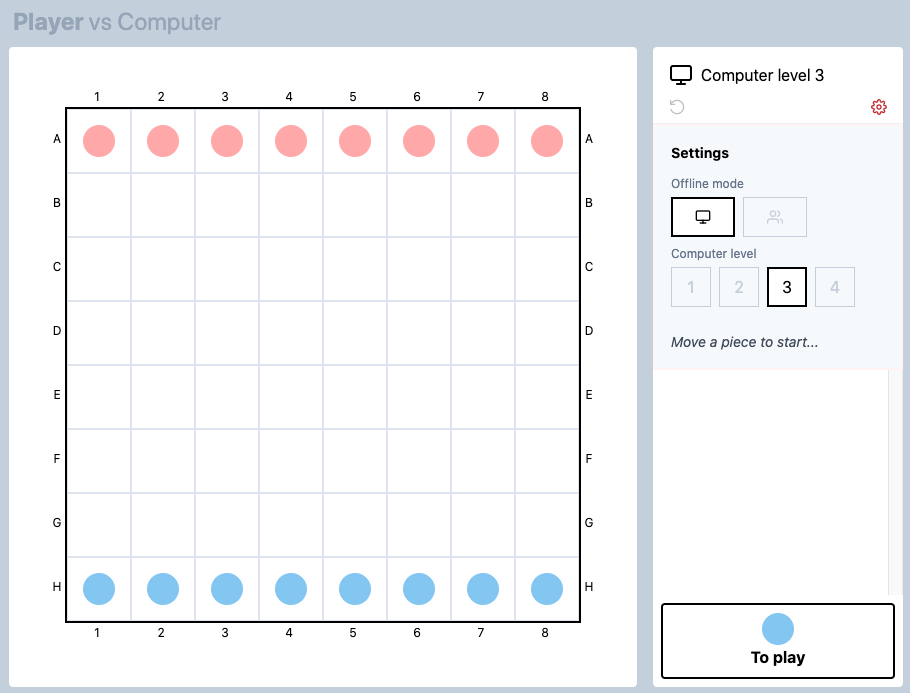 Player vs Computer
1 2 3 4 5 6 7 8
A A
B B
C C
D D
E E
F F
G G
H H
1 2 3 4 5 6 7 8
Computer level 3
Settings
Offline mode
Computer level
1 2 3 4
Move a piece to start...
To play